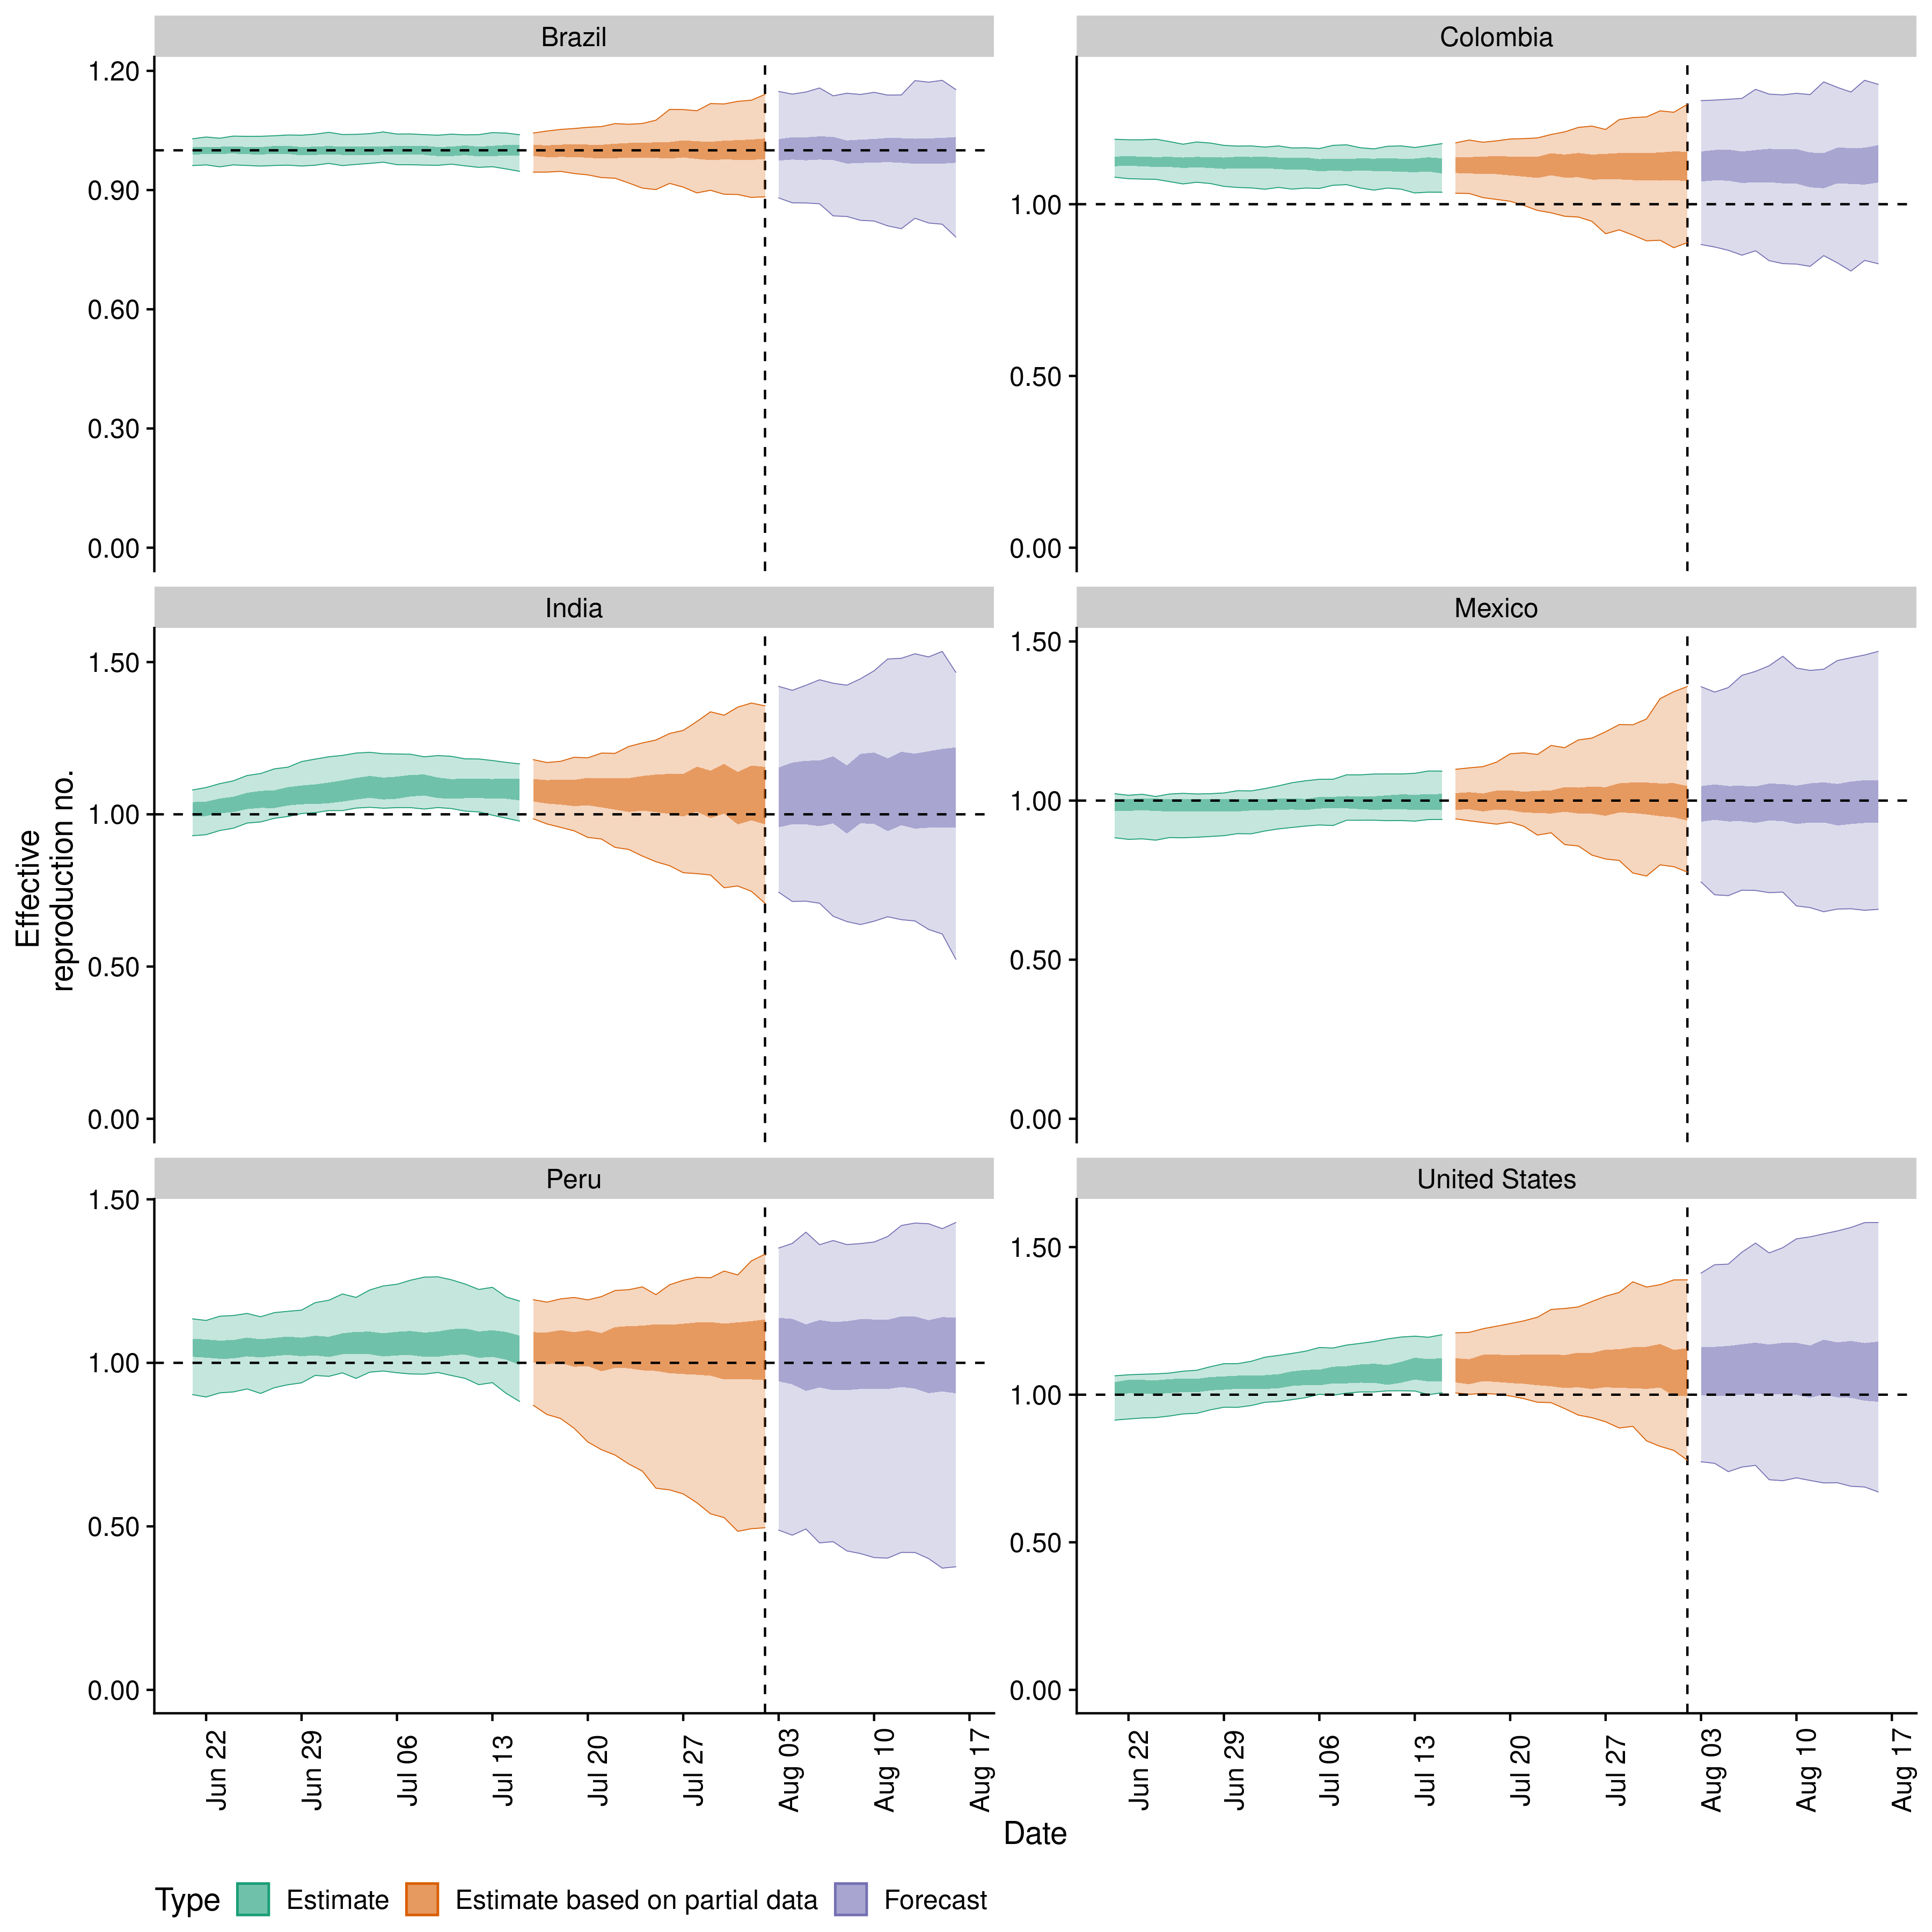 Brazil
Colombia
1.20
0.90
0.60
0.30
0.00
1.00
0.50
0.00
India
Mexico
1.50
1.00
0.50
0.00
1.50
1.00
0.50
0.00
Peru
United States
1.50
1.00
0.50
0.00
1.50
1.00
0.50
0.00
Effective
reproduction no.
Jun 22
Jun 29
Jul 06
Jul 13
Jul 20
Jul 27
Aug 03
Aug 10
Aug 17
Jun 22
Jun 29
Jul 06
Jul 13
Jul 20
Jul 27
Aug 03
Aug 10
Aug 17
Date
Type Estimate Estimate based on partial data Forecast